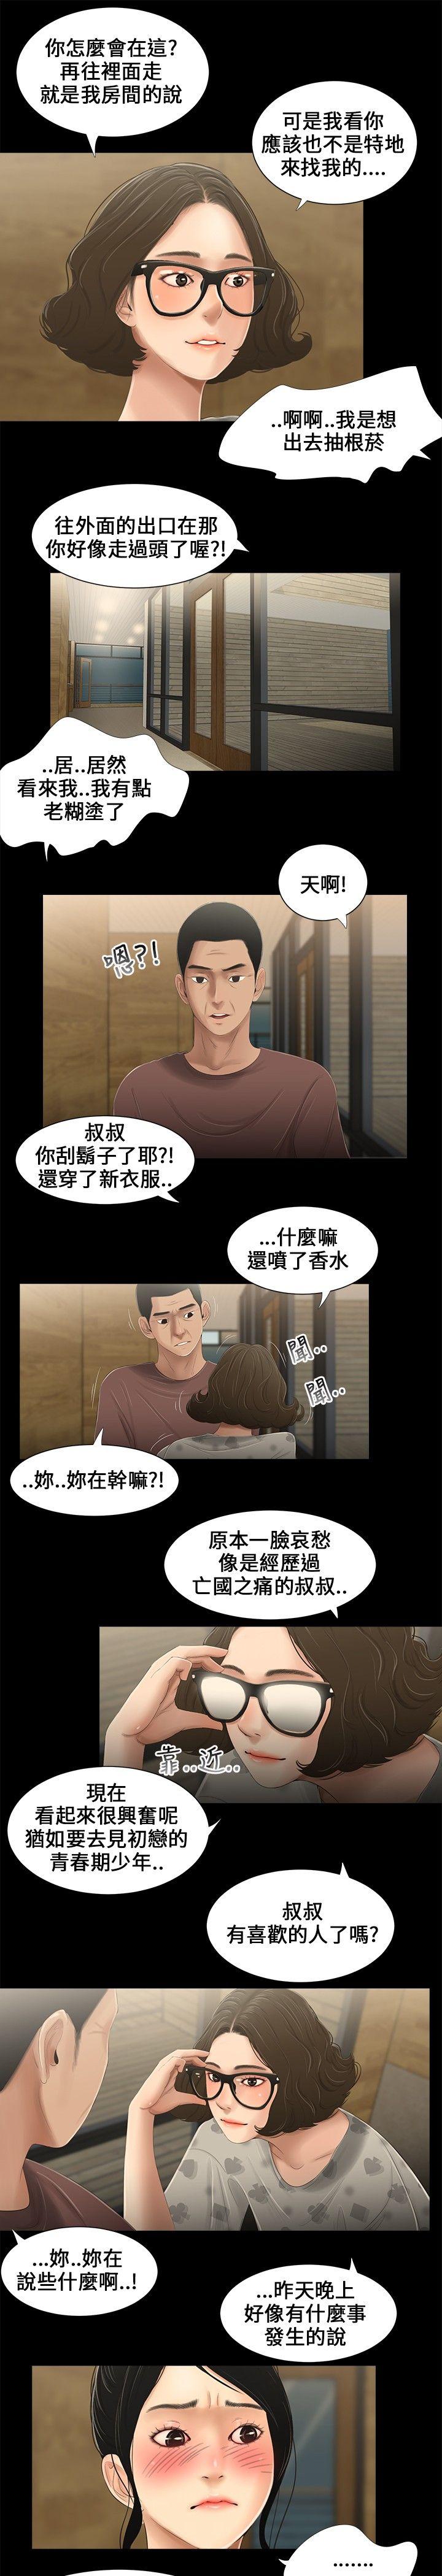 你怎麼會在這?
再往裡面走
就是我房間的說
可是我看你
應該也不是特地
來找我的....
..啊啊..我是想
出去抽根菸
往外面的出口在那
你好像走過頭了喔?!
..居..居然
看來我..我有點
老糊塗了
天啊!
嗯?!
叔叔
你刮鬍子了耶?!
還穿了新衣服..
...什麼嘛
還噴了香水
聞..
聞..
..妳..妳在幹嘛?!
原本一臉哀愁
像是經歷過
亡國之痛的叔叔..
靠..近..
現在
看起來很興奮呢
猶如要去見初戀的
青春期少年..
叔叔
有喜歡的人了嗎?
...妳..妳在
說些什麼啊..!
...昨天晚上
好像有什麼事
發生的說
.......